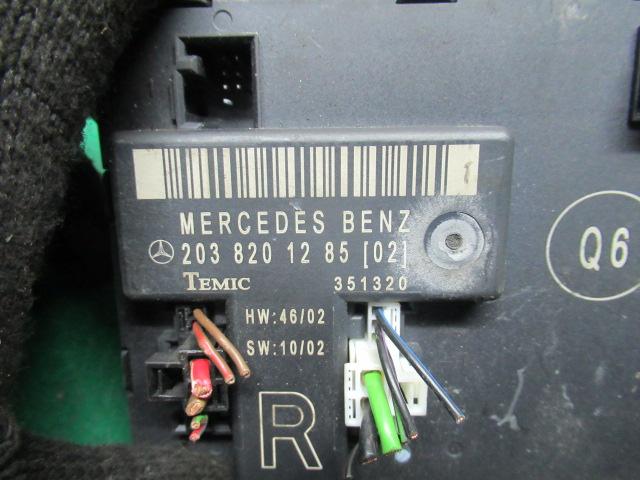 MERCEDES BENZ
203 820 12 85 [02]
TEMIC 351320
HW:46/02
SW:10/02
R
Q6